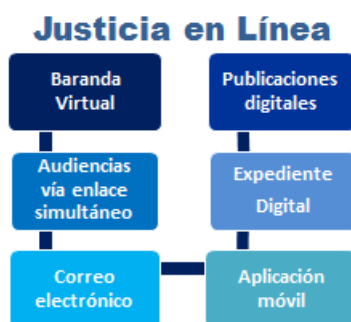 Justicia en Línea
Baranda
Virtual
Publicaciones
digitales
Audiencias
vía enlace
simultáneo
Expediente
Digital
Correo
electrónico
Aplicación
móvil